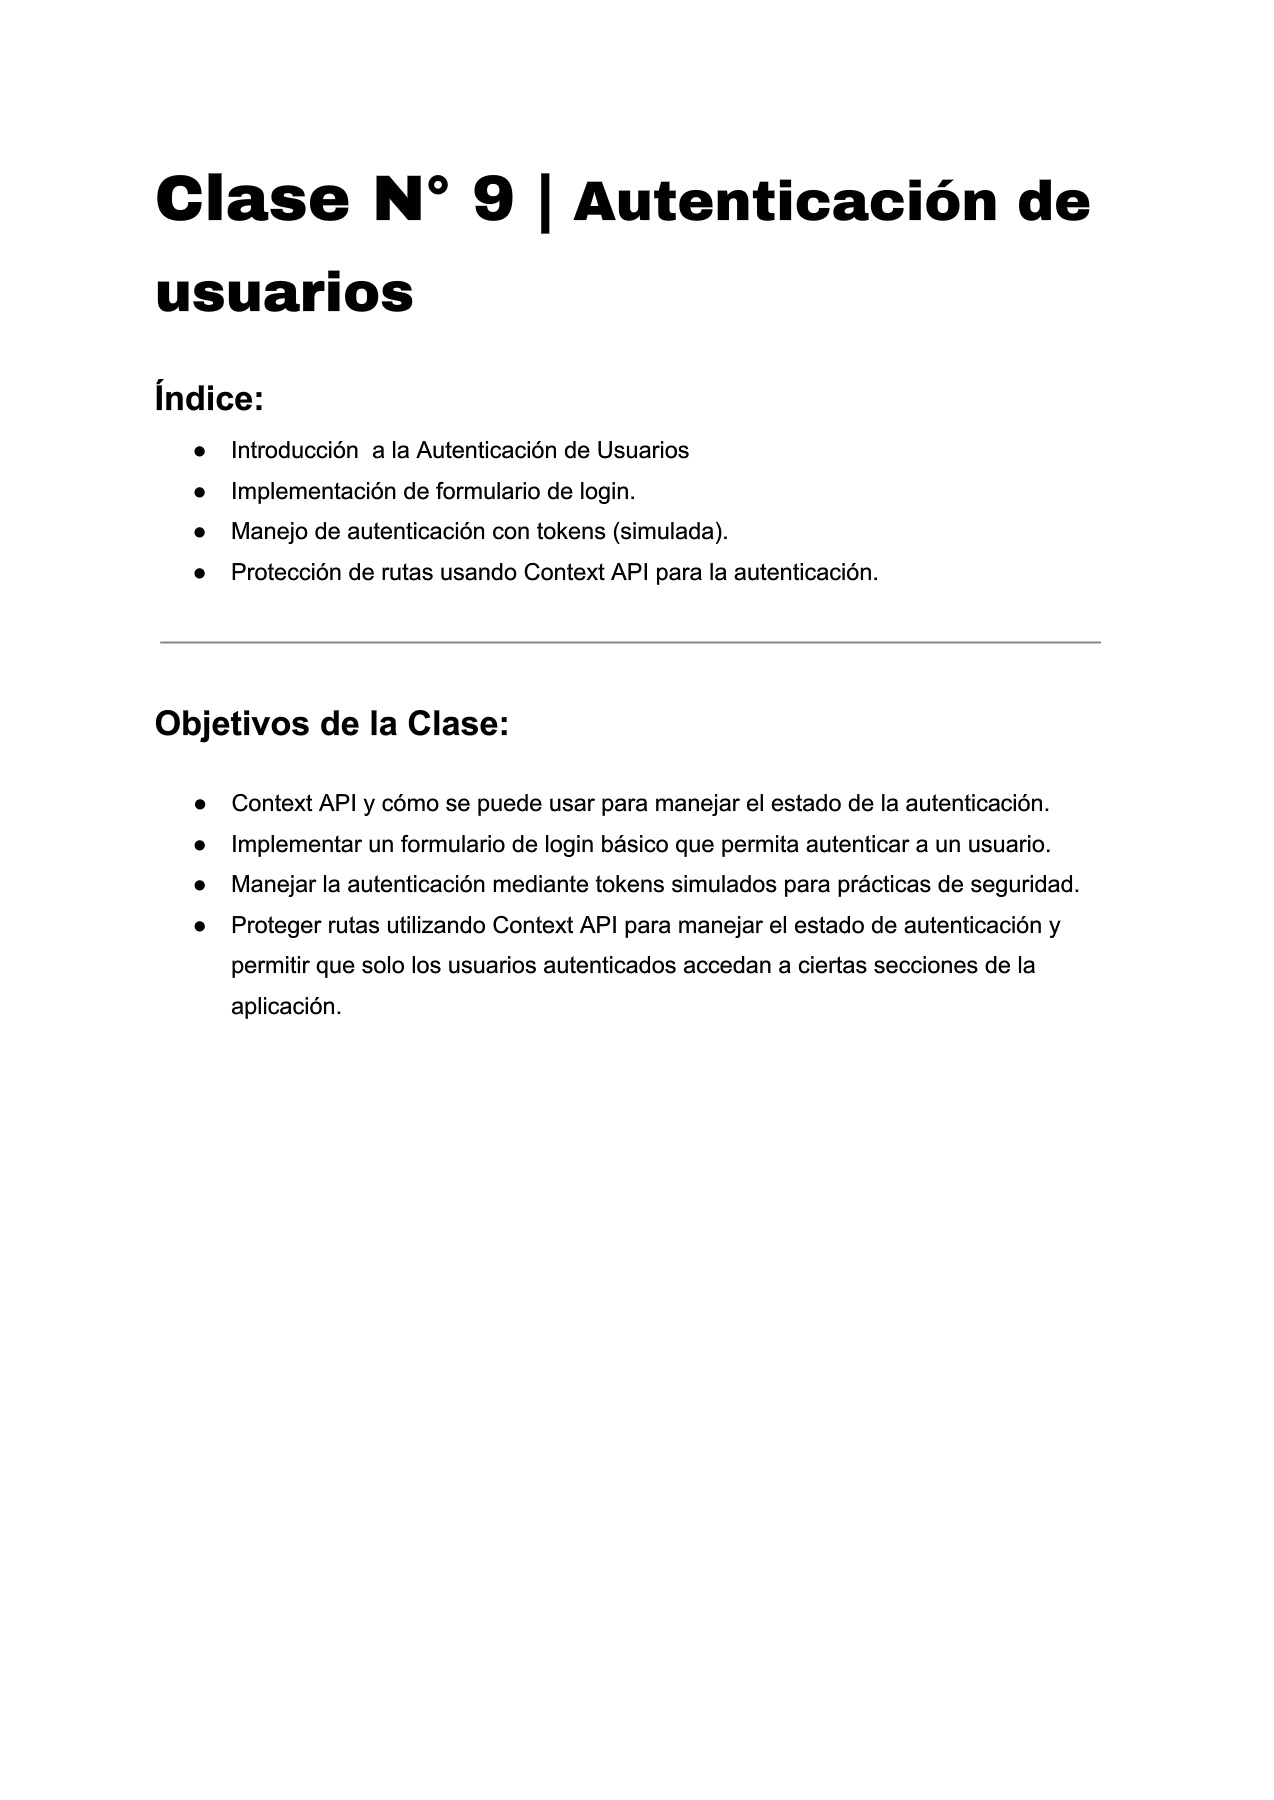 Clase N° 9 | Autenticación de
usuarios
Índice:
● Introducción  a la Autenticación de Usuarios
● Implementación de formulario de login.
● Manejo de autenticación con tokens (simulada).
● Protección de rutas usando Context API para la autenticación.
Objetivos de la Clase:
● Context API y cómo se puede usar para manejar el estado de la autenticación.
● Implementar un formulario de login básico que permita autenticar a un usuario.
● Manejar la autenticación mediante tokens simulados para prácticas de seguridad.
● Proteger rutas utilizando Context API para manejar el estado de autenticación y
permitir que solo los usuarios autenticados accedan a ciertas secciones de la
aplicación.